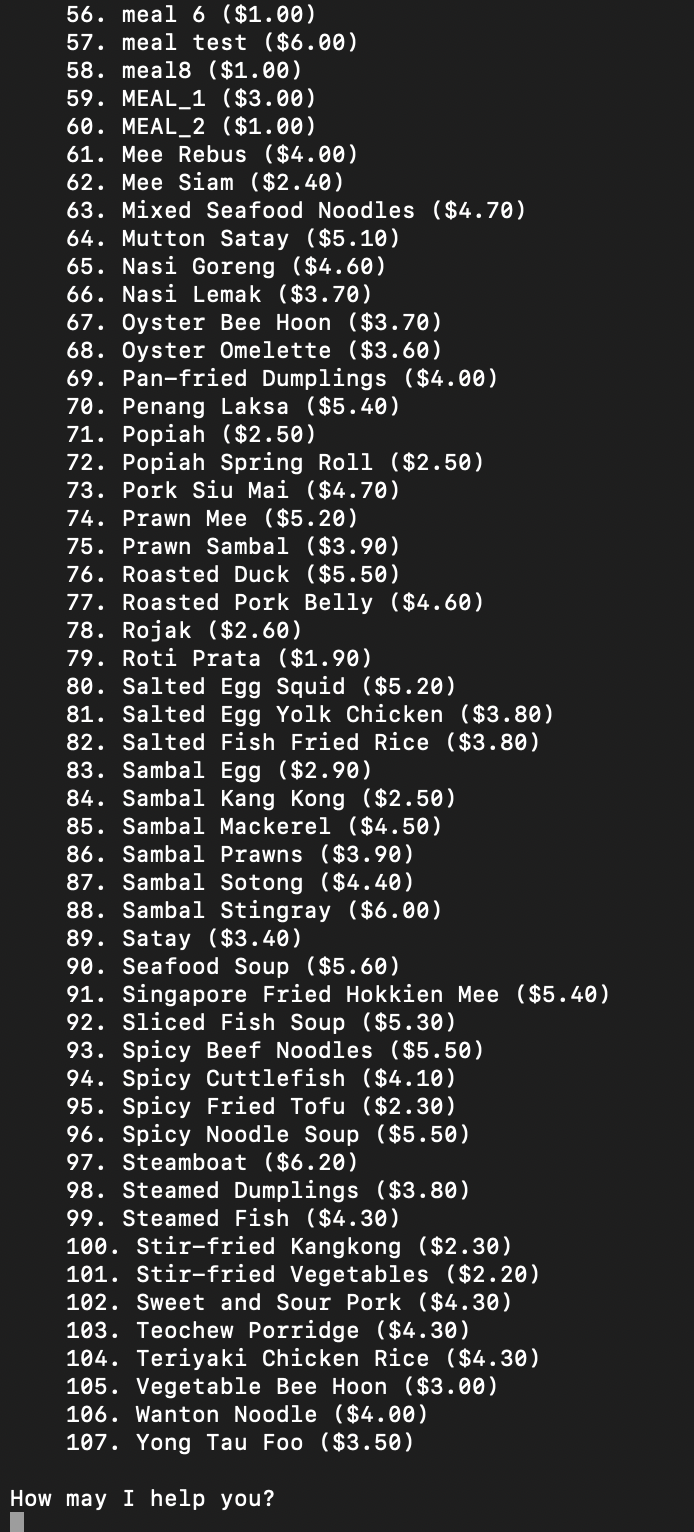 56. meal 6 ($1.00)
57. meal test ($6.00)
58. meal8 ($1.00)
59. MEAL_1 ($3.00)
60. MEAL_2 ($1.00)
61. Mee Rebus ($4.00)
62. Mee Siam ($2.40)
63. Mixed Seafood Noodles ($4.70)
64. Mutton Satay ($5.10)
65. Nasi Goreng ($4.60)
66. Nasi Lemak ($3.70)
67. Oyster Bee Hoon ($3.70)
68. Oyster Omelette ($3.60)
69. Pan-fried Dumplings ($4.00)
70. Penang Laksa ($5.40)
71. Popiah ($2.50)
72. Popiah Spring Roll ($2.50)
73. Pork Siu Mai ($4.70)
74. Prawn Mee ($5.20)
75. Prawn Sambal ($3.90)
76. Roasted Duck ($5.50)
77. Roasted Pork Belly ($4.60)
78. Rojak ($2.60)
79. Roti Prata ($1.90)
80. Salted Egg Squid ($5.20)
81. Salted Egg Yolk Chicken ($3.80)
82. Salted Fish Fried Rice ($3.80)
83. Sambal Egg ($2.90)
84. Sambal Kang Kong ($2.50)
85. Sambal Mackerel ($4.50)
86. Sambal Prawns ($3.90)
87. Sambal Sotong ($4.40)
88. Sambal Stingray ($6.00)
89. Satay ($3.40)
90. Seafood Soup ($5.60)
91. Singapore Fried Hokkien Mee ($5.40)
92. Sliced Fish Soup ($5.30)
93. Spicy Beef Noodles ($5.50)
94. Spicy Cuttlefish ($4.10)
95. Spicy Fried Tofu ($2.30)
96. Spicy Noodle Soup ($5.50)
97. Steamboat ($6.20)
98. Steamed Dumplings ($3.80)
99. Steamed Fish ($4.30)
100. Stir-fried Kangkong ($2.30)
101. Stir-fried Vegetables ($2.20)
102. Sweet and Sour Pork ($4.30)
103. Teochew Porridge ($4.30)
104. Teriyaki Chicken Rice ($4.30)
105. Vegetable Bee Hoon ($3.00)
106. Wanton Noodle ($4.00)
107. Yong Tau Foo ($3.50)
How may I help you?